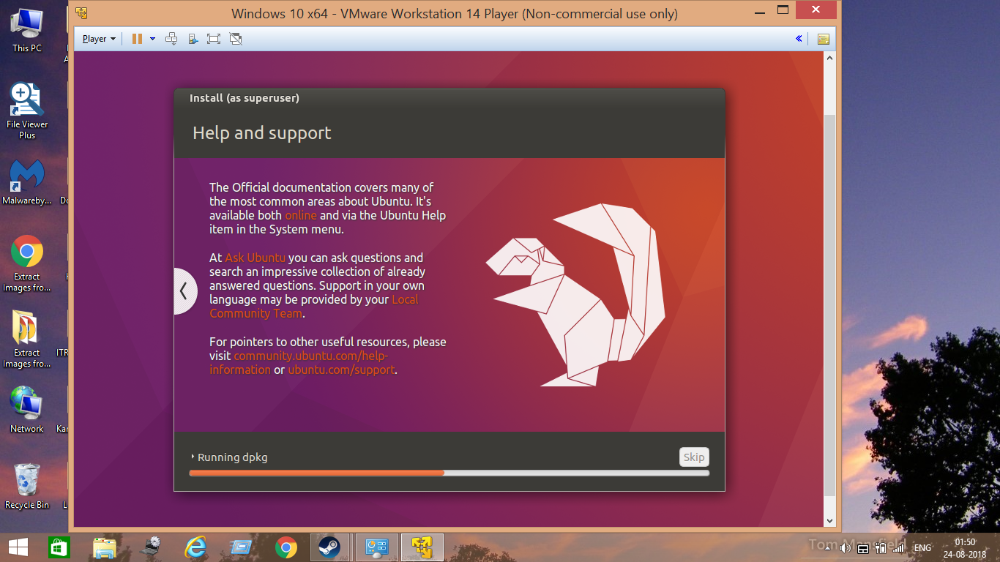 Windows 10 x64 - VMware Workstation 14 Player (Non-commercial use only)
Player
This PC
File Viewer
Plus
Malwareby...
Extract
Images fro...
Extract
Images fro...
ITR
Network
Kar
Recycle Bin
Install (as superuser)
Help and support
The Official documentation covers many of
the most common areas about Ubuntu. It's
available both online and via the Ubuntu Help
item in the System menu.
At Ask Ubuntu you can ask questions and
search an impressive collection of already
answered questions. Support in your own
language may be provided by your Local
Community Team.
For pointers to other useful resources, please
visit community.ubuntu.com/help-
information or ubuntu.com/support.
Running dpkg
Skip
Tom Mansfield
ENG
01:50
24-08-2018